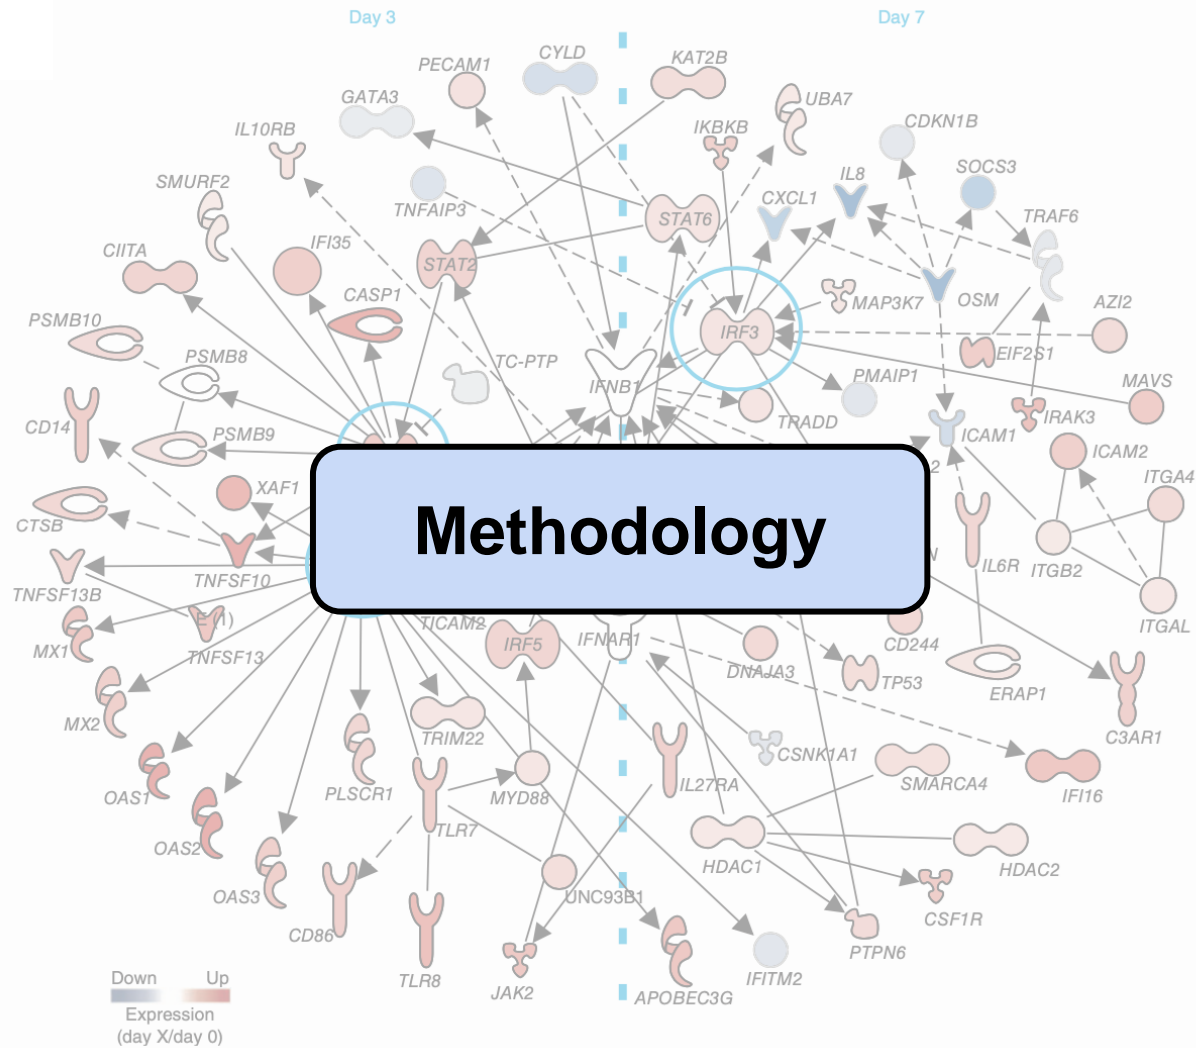 Day 3
Day 7
CYLD
KAT2B
PECAM1
GATA3
UBA7
IL10RB
IKBKB
CDKN1B
SOCS3
IL8
SMURF2
CXCL1
TNFAIP3
STAT6
TRAF6
IFI35
CIITA
STAT2
CASP1
MAP3K7
OSM
AZI2
PSMB10
IRF3
PSMB8
TC-PTP
EIF2S1
IFNB1
PMAIP1
MAVS
CD14
TRADD
IRAK3
PSMB9
ICAM1
ICAM2
2
ITGA4
XAF1
CTSB
Methodology
N
IL6R
ITGB2
TNFSF10
TNFSF13B
E (1)
TICAM2
IRF5
IFNAR1
ITGAL
MX1
TNFSF13
CD244
DNAJA3
TP53
ERAP1
MX2
TRIM22
C3AR1
CSNK1A1
OAS1
PLSCR1
MYD88
IL27RA
SMARCA4
IFI16
TLR7
OAS2
HDAC1
HDAC2
OAS3
UNC93B1
CSF1R
CD86
PTPN6
Down
Up
TLR8
JAK2
APOBEC3G
IFITM2
Expression
(day X/day 0)